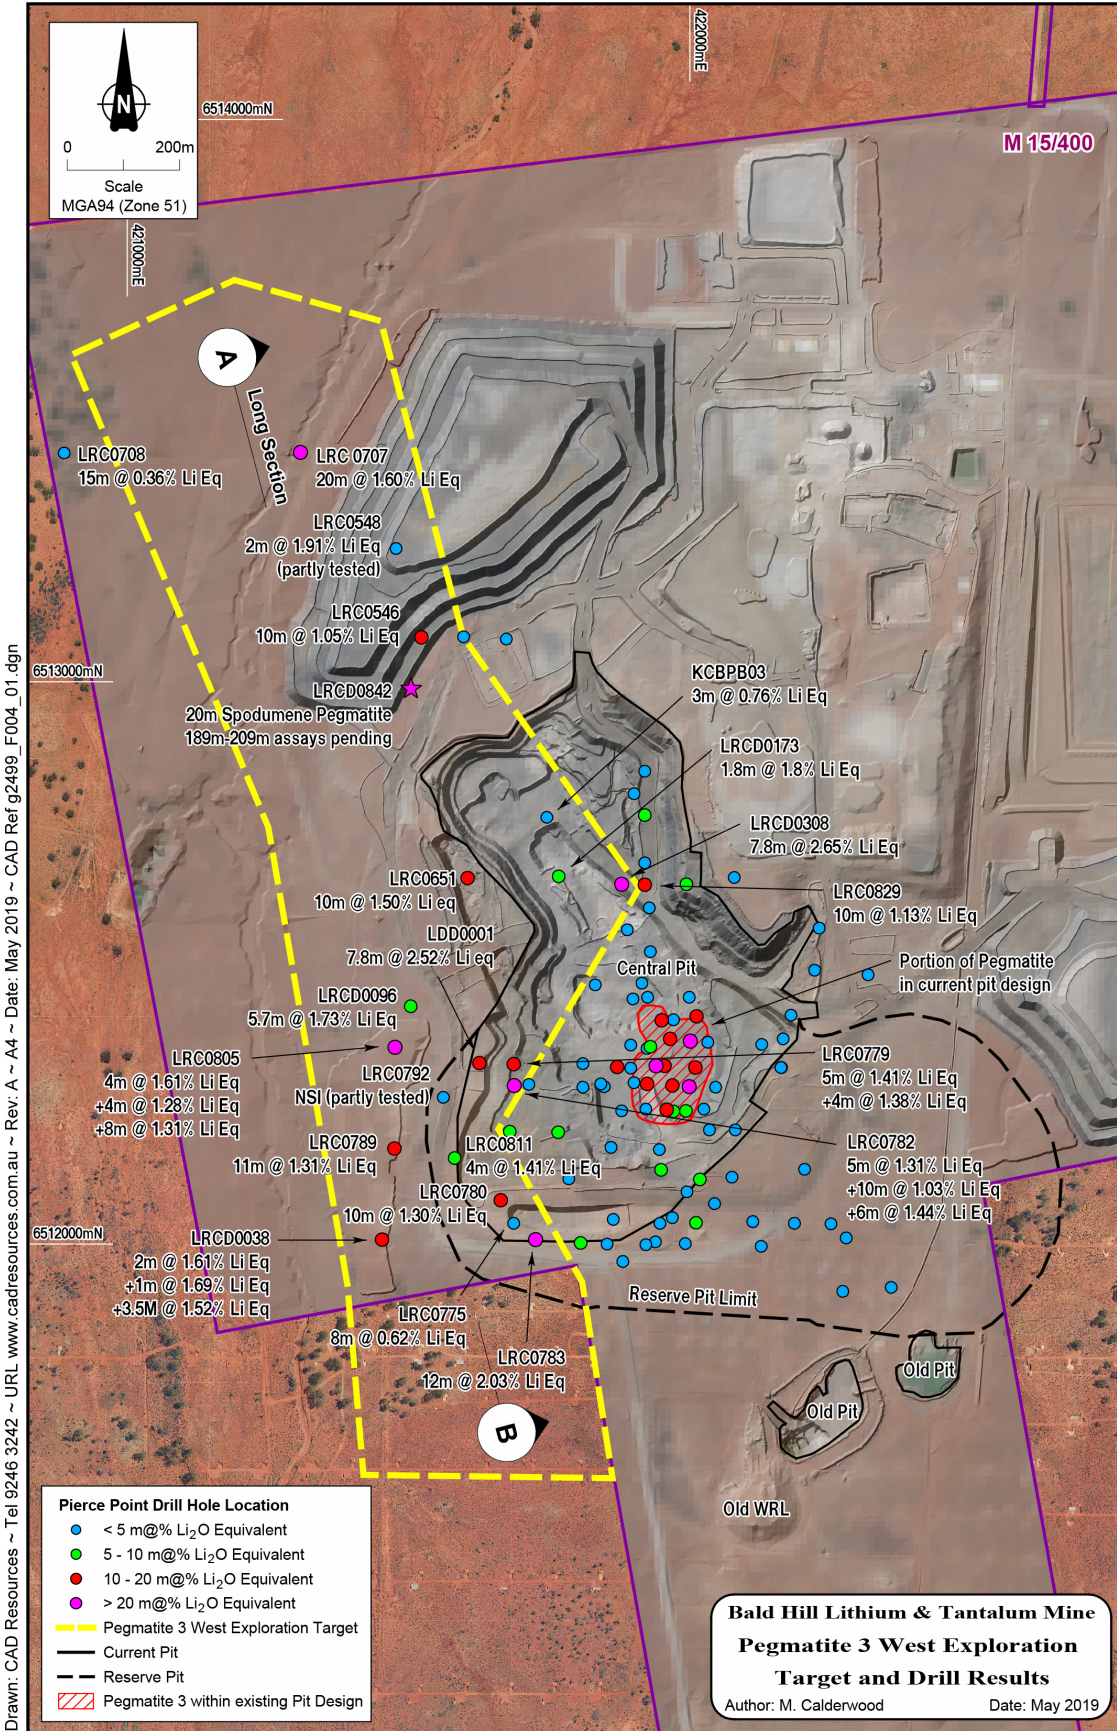 422000mE
N
0 200m
Scale
MGA94 (Zone 51)
6514000mN
M 15/400
421000mE
A
Long Section
LRC0708
15m @ 0.36% Li Eq
LRC 0707
20m @ 1.60% Li Eq
LRC0548
2m @ 1.91% Li Eq
(partly tested)
LRC0546
10m @ 1.05% Li Eq
6513000mN
LRCD0842
20m Spodumene Pegmatite
189m-209m assays pending
KCBPB03
3m @ 0.76% Li Eq
LRCD0173
1.8m @ 1.8% Li Eq
LRCD0308
7.8m @ 2.65% Li Eq
LRC0651
10m @ 1.50% Li eq
LRC0829
10m @ 1.13% Li Eq
LDD0001
7.8m @ 2.52% Li eq
Central Pit
Portion of Pegmatite
in current pit design
LRCD0096
5.7m @ 1.73% Li Eq
LRC0805
4m @ 1.61% Li Eq
+4m @ 1.28% Li Eq
+8m @ 1.31% Li Eq
LRC0792
NSI (partly tested)
LRC0779
5m @ 1.41% Li Eq
+4m @ 1.38% Li Eq
LRC0789
11m @ 1.31% Li Eq
LRC0811
4m @ 1.41% Li Eq
LRC0782
5m @ 1.31% Li Eq
+10m @ 1.03% Li Eq
+6m @ 1.44% Li Eq
LRC0780
10m @ 1.30% Li Eq
6512000mN
LRCD0038
2m @ 1.61% Li Eq
+1m @ 1.69% Li Eq
+3.5M @ 1.52% Li Eq
Reserve Pit Limit
LRC0775
8m @ 0.62% Li Eq
LRC0783
12m @ 2.03% Li Eq
Old Pit
Old Pit
B
Old WRL
Pierce Point Drill Hole Location
< 5 m@% Li2O Equivalent
5 - 10 m@% Li2O Equivalent
10 - 20 m@% Li2O Equivalent
> 20 m@% Li2O Equivalent
Pegmatite 3 West Exploration Target
Current Pit
Reserve Pit
Pegmatite 3 within existing Pit Design
Bald Hill Lithium & Tantalum Mine
Pegmatite 3 West Exploration
Target and Drill Results
Author: M. Calderwood Date: May 2019
Drawn: CAD Resources ~ Tel 9246 3242 ~ URL www.cadresources.com.au ~ Rev: A ~ A4 ~ Date: May 2019 ~ CAD Ref g2499_F004_01.dgn